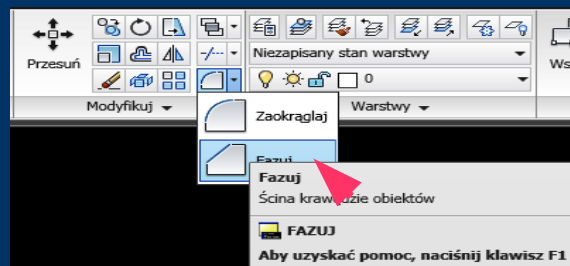 Przesuń
Niezapisany stan warstwy
0
Modyfikuj
Warstwy
Zaokrąglaj
Fazuj
Fazuj
Ścina krawędzie obiektów
FAZUJ
Aby uzyskać pomoc, naciśnij klawisz F1